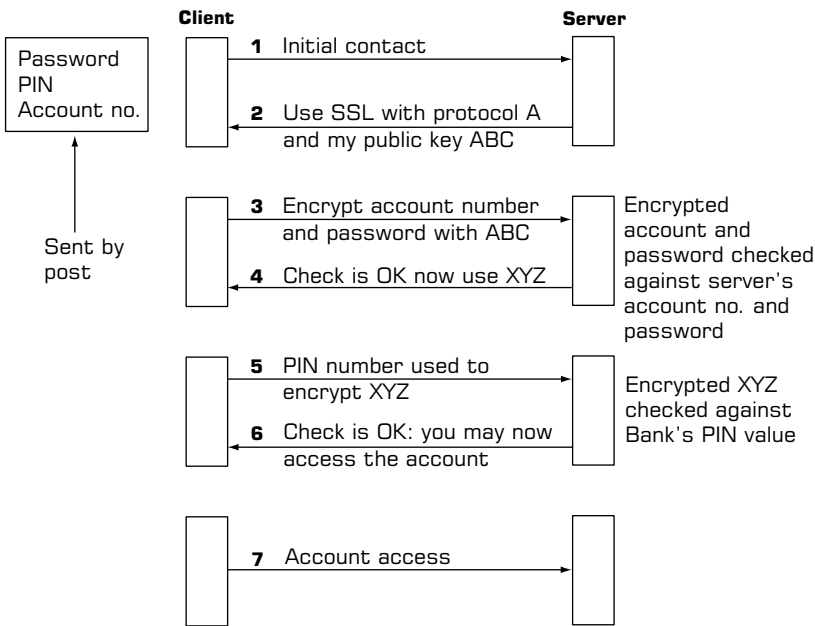 Client
Server
Password
PIN
Account no.
Sent by
post
1 Initial contact
2 Use SSL with protocol A
and my public key ABC
3 Encrypt account number
and password with ABC
4 Check is OK now use XYZ
Encrypted
account and
password checked
against server's
account no. and
password
5 PIN number used to
encrypt XYZ
6 Check is OK: you may now
access the account
Encrypted XYZ
checked against
Bank's PIN value
7 Account access